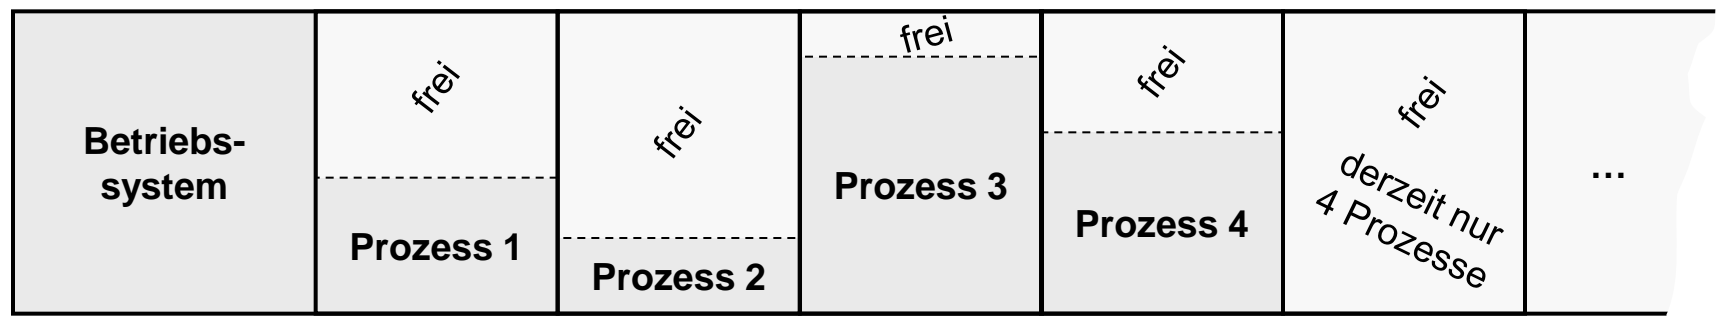 Betriebs-
system
frei
Prozess 1
frei
Prozess 2
frei
Prozess 3
frei
Prozess 4
frei
derzeit nur
4 Prozesse
...